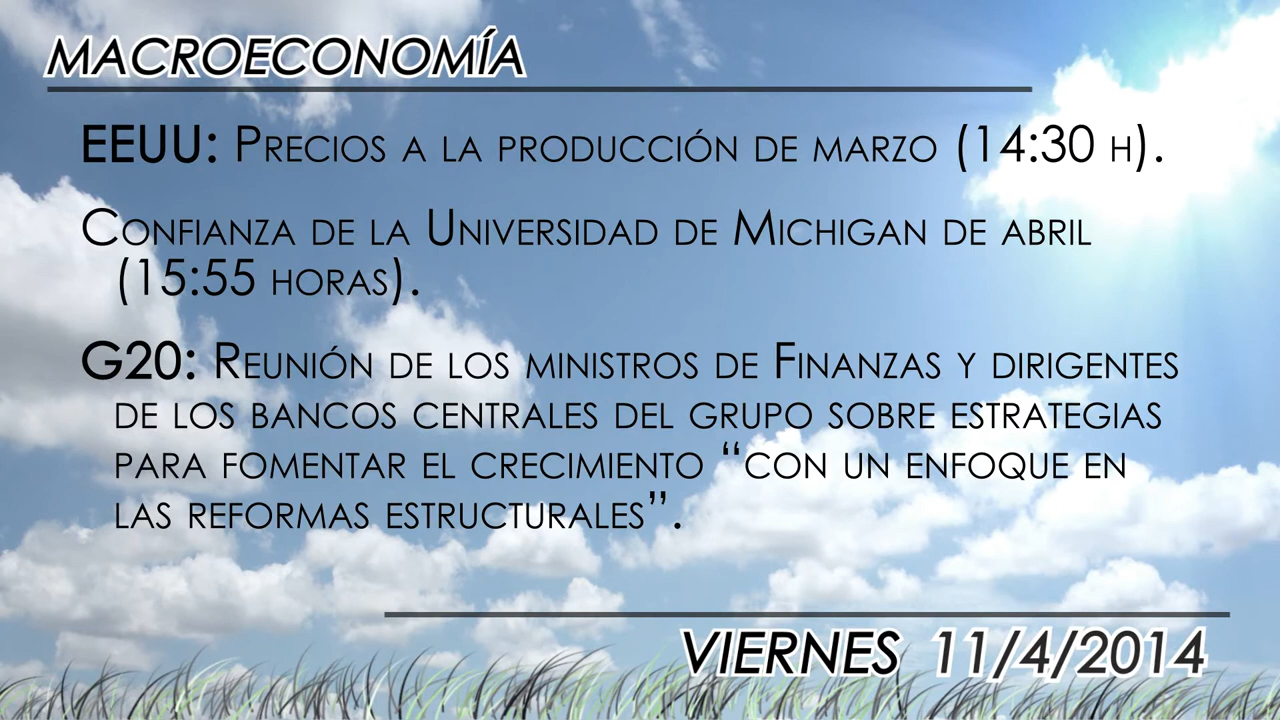 MACROECONOMÍA
EEUU: Precios a la producción de marzo (14:30 h).
Confianza de la Universidad de Michigan de abril
(15:55 horas).
G20: Reunión de los ministros de Finanzas y dirigentes
de los bancos centrales del grupo sobre estrategias
para fomentar el crecimiento “con un enfoque en
las reformas estructurales”.
VIERNES 11/4/2014